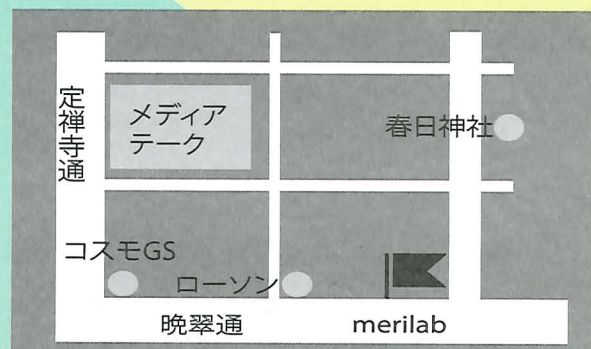 定禅寺通
メディア
テーク
春日神社
コスモGS
ローソン
晩翠通
merilab